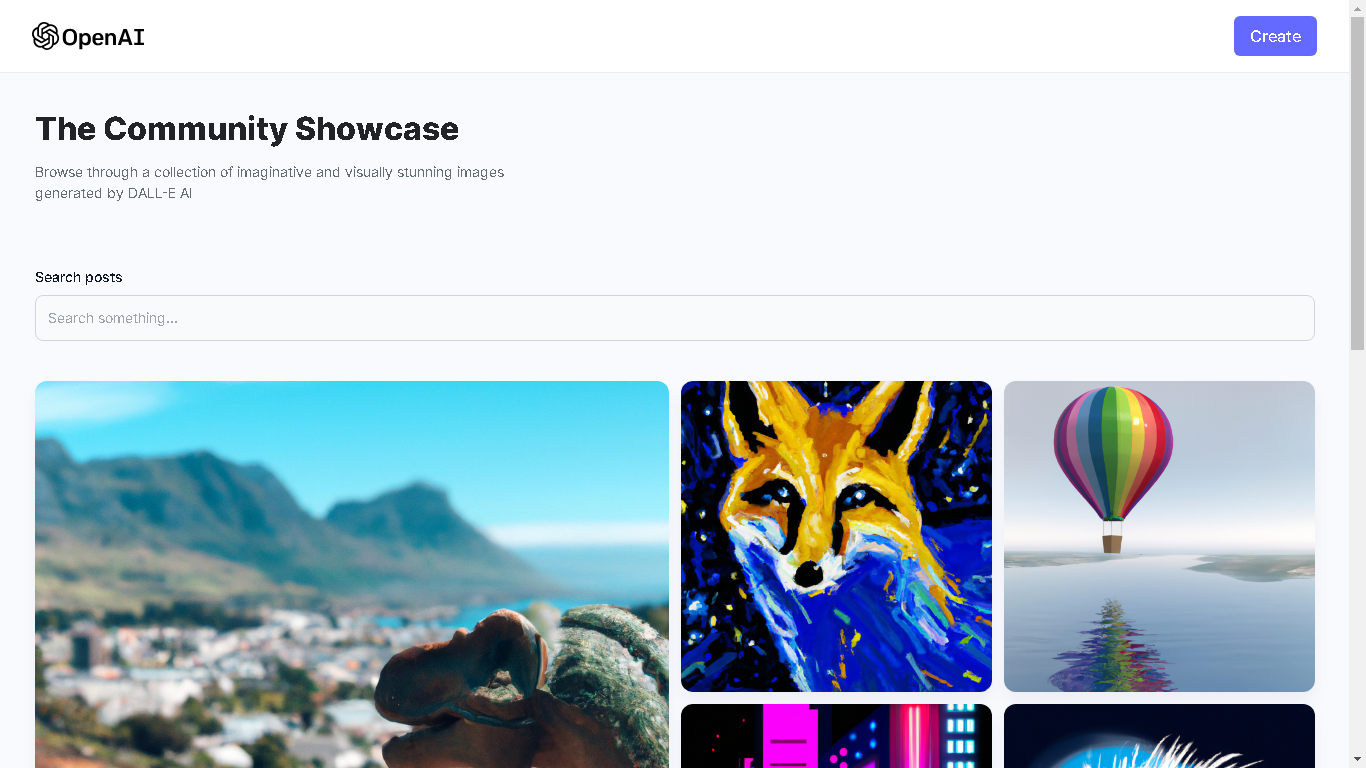 OpenAI
Create
The Community Showcase
Browse through a collection of imaginative and visually stunning images
generated by DALL-E AI
Search posts
Search something...